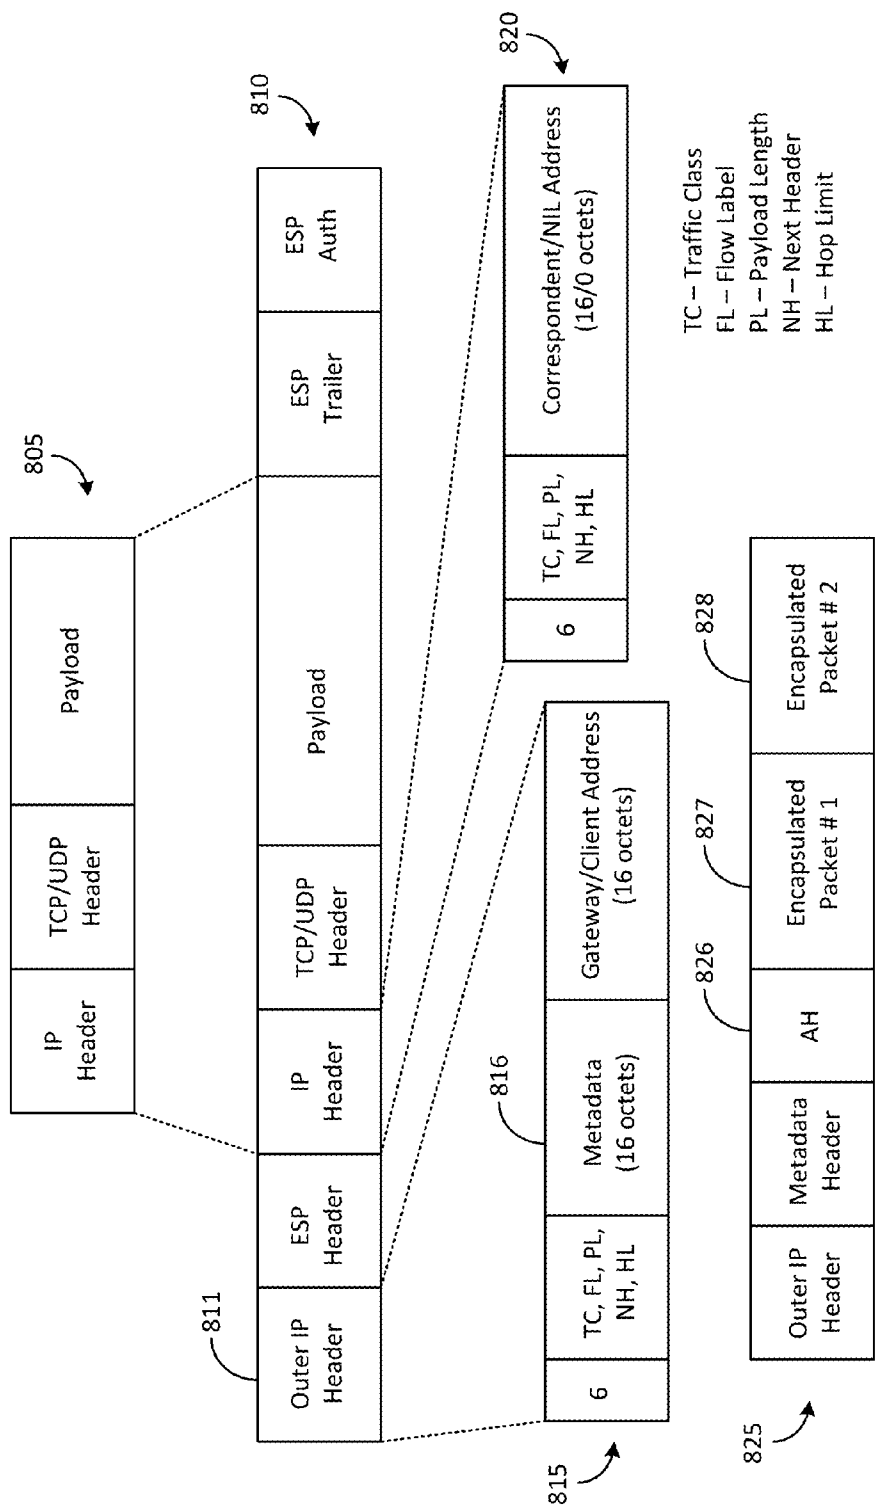 805
IP
Header
TCP/UDP
Header
Payload
810
811
Outer IP
Header
ESP
Header
IP
Header
TCP/UDP
Header
Payload
ESP
Trailer
ESP
Auth
815
816
6
TC, FL, PL,
NH, HL
Metadata
(16 octets)
Gateway/Client Address
(16 octets)
820
6
TC, FL, PL,
NH, HL
Correspondent/NIL Address
(16/0 octets)
825
826
827
828
Outer IP
Header
Metadata
Header
AH
Encapsulated
Packet # 1
Encapsulated
Packet # 2
TC – Traffic Class
FL – Flow Label
PL – Payload Length
NH – Next Header
HL – Hop Limit